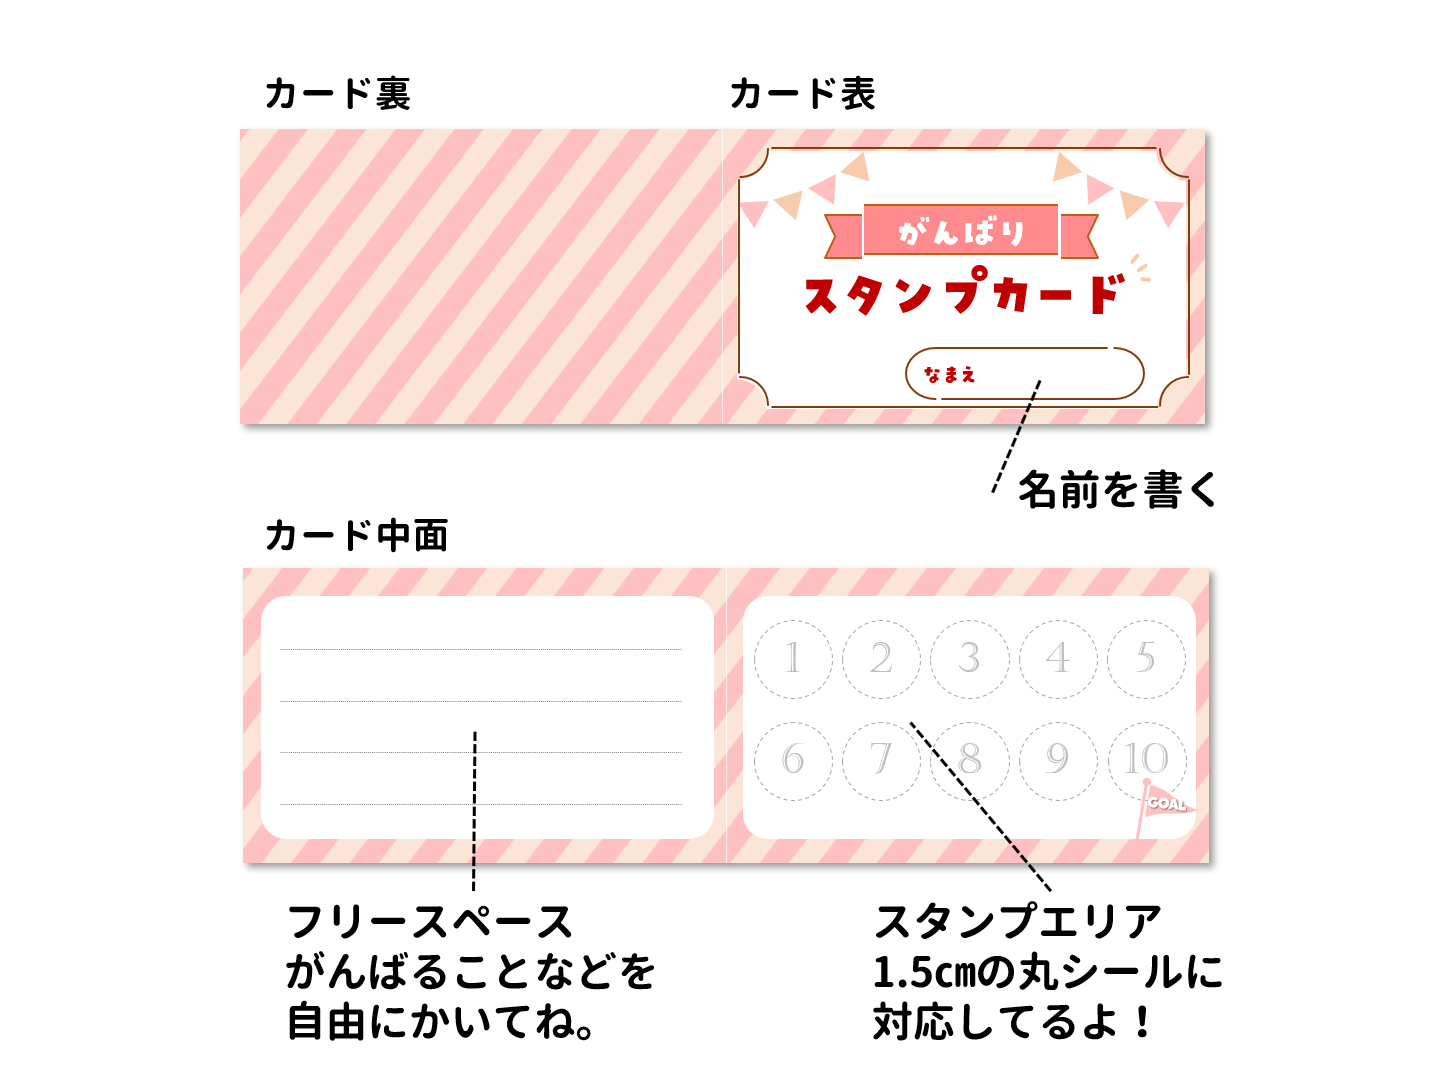 カード裏
カード表
がんばり
スタンプカード
なまえ
名前を書く
カード中面
1 2 3 4 5
6 7 8 9 10
GOAL
フリースペース
がんばることなどを
自由にかいてね。
スタンプエリア
1.5㎝の丸シールに
対応してるよ！